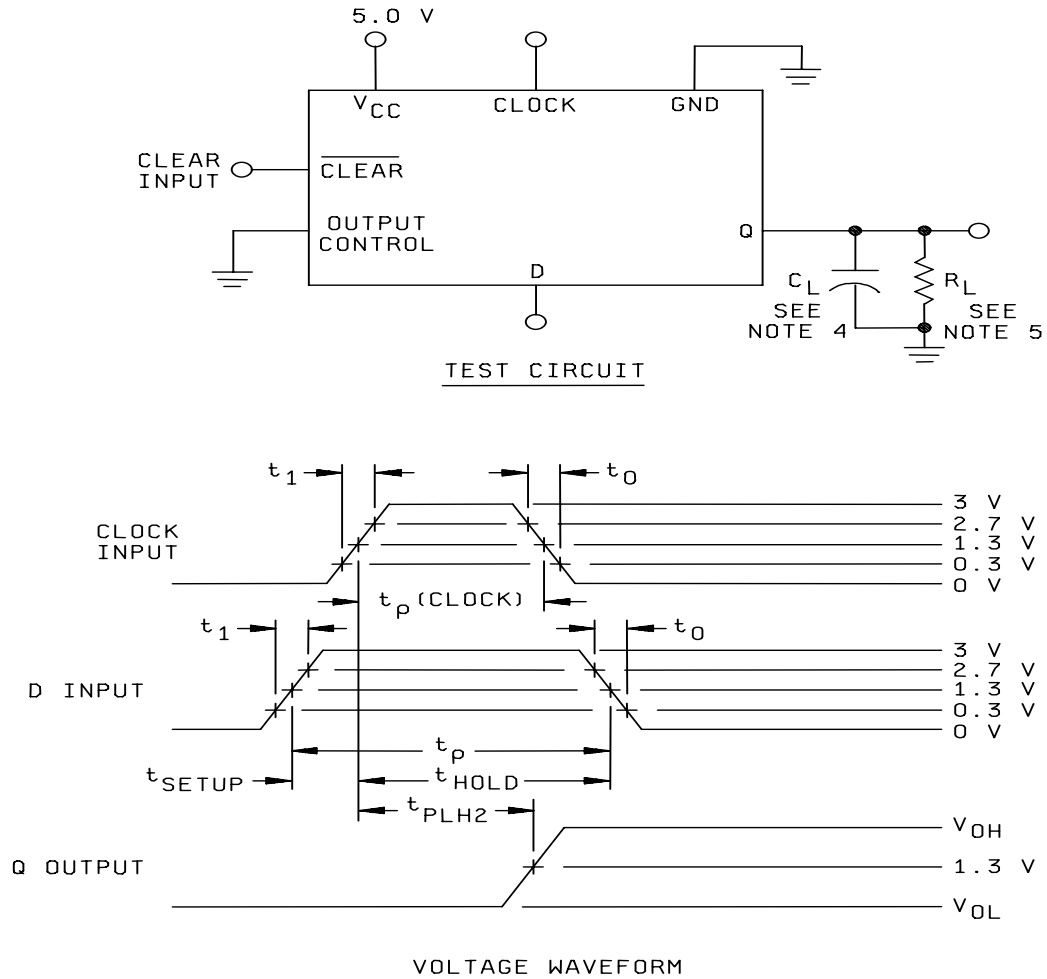 5.0 V
VCC
CLOCK
GND
CLEAR
INPUT
CLEAR
OUTPUT
CONTROL
D
Q
CL
SEE
NOTE 4
RL
SEE
NOTE 5
TEST CIRCUIT
t1
t0
CLOCK
INPUT
3 V
2.7 V
1.3 V
0.3 V
0 V
tp (CLOCK)
t1
t0
D INPUT
3 V
2.7 V
1.3 V
0.3 V
0 V
tp
tSETUP
tHOLD
tPLH2
Q OUTPUT
VOH
1.3 V
VOL
VOLTAGE WAVEFORM